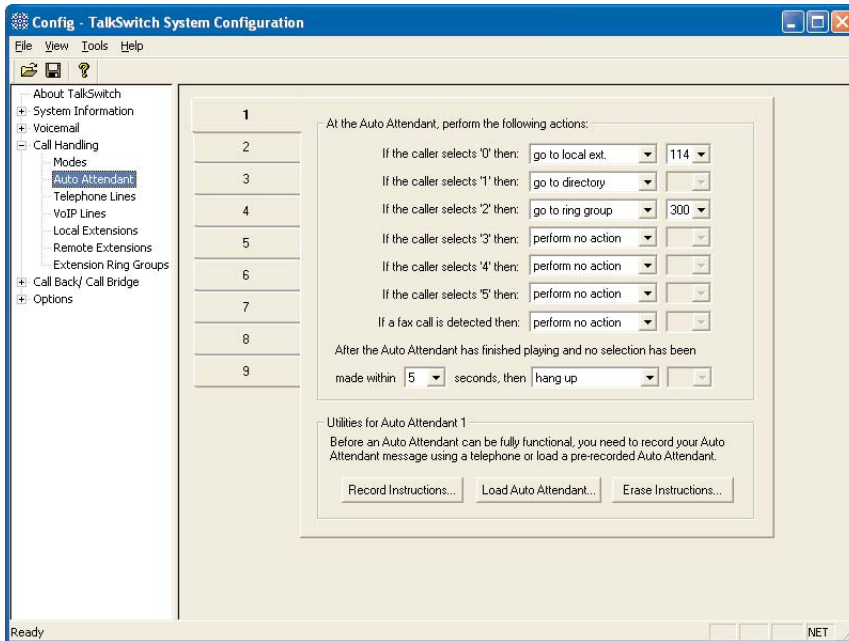 Config - TalkSwitch System Configuration
File View Tools Help
About TalkSwitch
System Information
Voicemail
Call Handling
Modes
Auto Attendant
Telephone Lines
VoIP Lines
Local Extensions
Remote Extensions
Extension Ring Groups
Call Back/ Call Bridge
Options
1
2
3
4
5
6
7
8
9
At the Auto Attendant, perform the following actions:
If the caller selects '0' then: go to local ext. 114
If the caller selects '1' then: go to directory
If the caller selects '2' then: go to ring group 300
If the caller selects '3' then: perform no action
If the caller selects '4' then: perform no action
If the caller selects '5' then: perform no action
If a fax call is detected then: perform no action
After the Auto Attendant has finished playing and no selection has been
made within 5 seconds, then hang up
Utilities for Auto Attendant 1
Before an Auto Attendant can be fully functional, you need to record your Auto
Attendant message using a telephone or load a pre-recorded Auto Attendant.
Record Instructions... Load Auto Attendant... Erase Instructions...
Ready NET